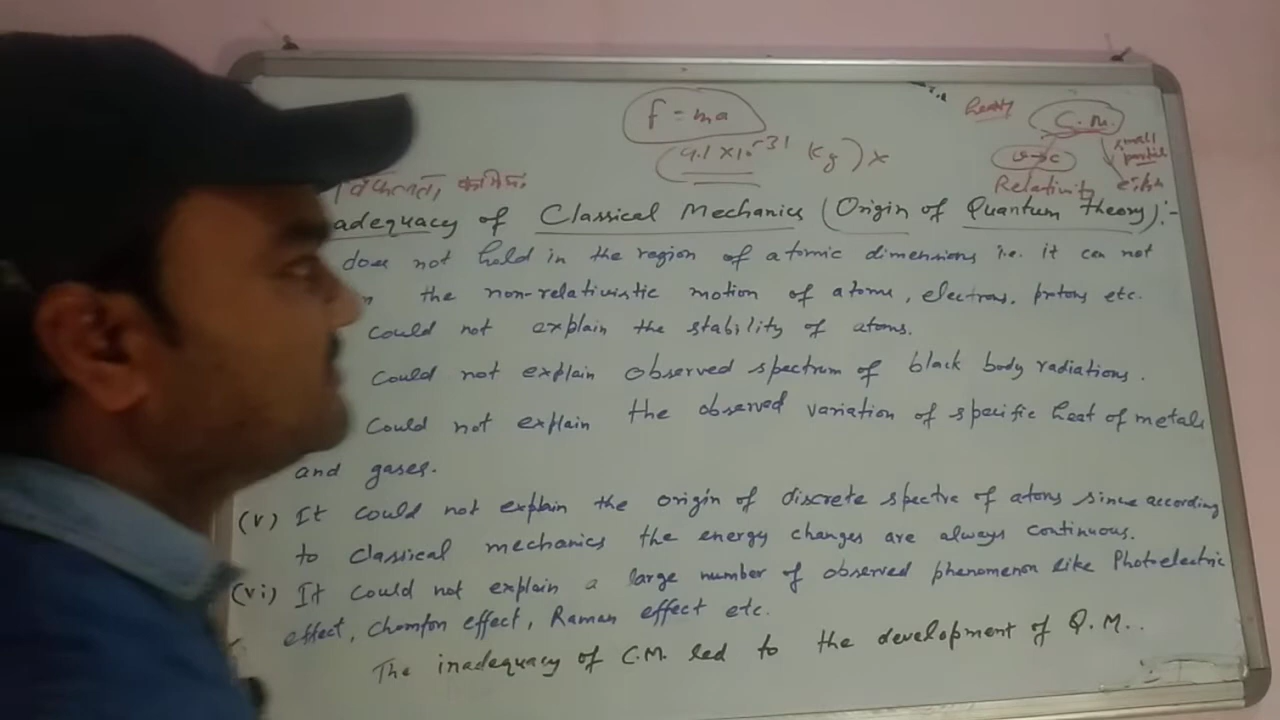 f = ma
(9.1 × 10⁻³¹ kg) ×
C.M.
v→c
small
Relativity
adequacy of Classical Mechanics (Origin of Quantum theory):-
does not hold in the region of atomic dimensions i.e. it can not
the non-relativistic motion of atoms, electrons, protons etc.
could not explain the stability of atoms.
could not explain observed spectrum of black body radiations.
could not explain the observed variation of specific heat of metals
and gases.
(v) It could not explain the origin of discrete spectra of atoms since according
to classical mechanics the energy changes are always continuous.
(vi) It could not explain a large number of observed phenomenon like Photoelectric
effect, Chompton effect, Raman effect etc.
The inadequacy of C.M. led to the development of Q.M..